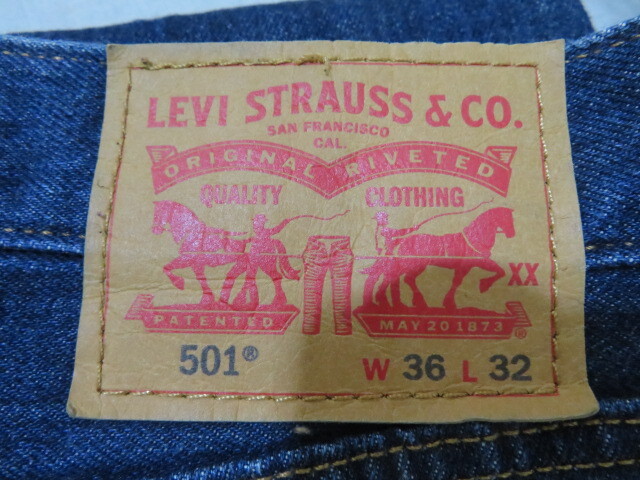 LEVI STRAUSS & CO.
SAN FRANCISCO
CAL.
ORIGINAL RIVETED
QUALITY CLOTHING
XX
PATENTED MAY 20 1873 ®
501® W 36 L 32